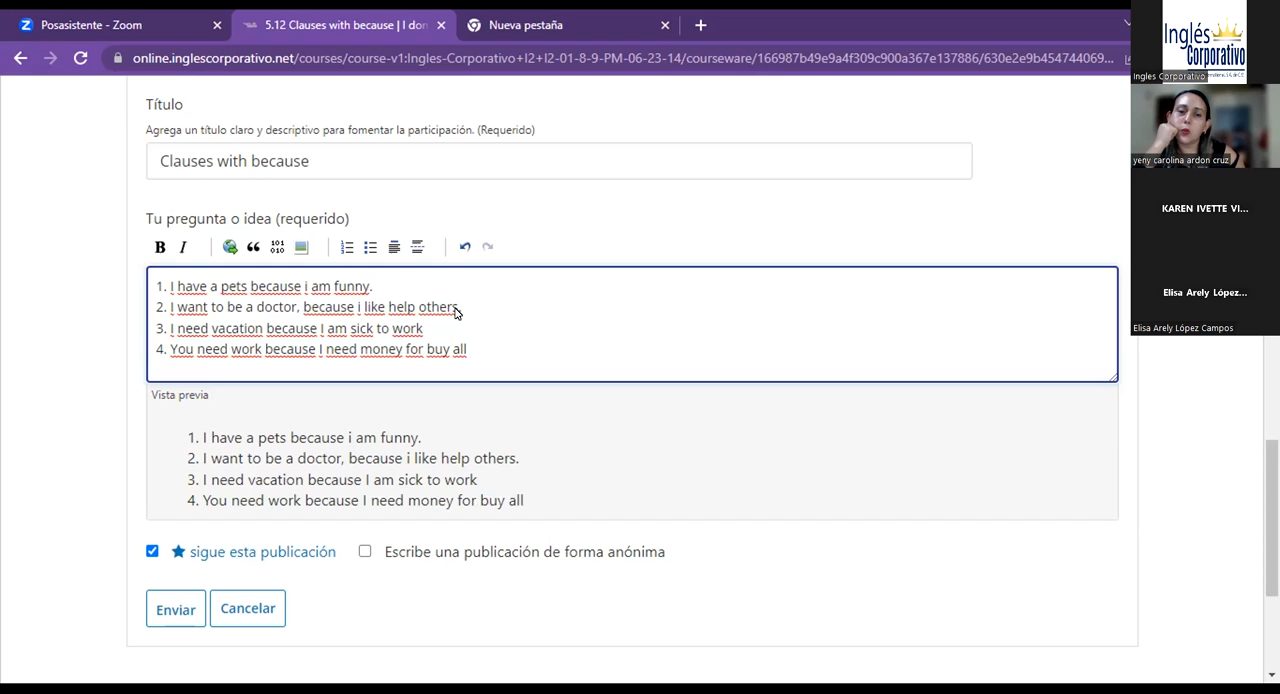 Posasistente - Zoom
5.12 Clauses with because | I don
Nueva pestaña
online.inglescorporativo.net/courses/course-v1:Ingles-Corporativo+I2+I2-01-8-9-PM-06-23-14/courseware/166987b49e9a4f309c900a367e137886/630e2e9b454744069...
Inglés
Corporativo
Ingles Corporativo
yeny carolina ardon cruz
KAREN IVETTE VI...
Elisa Arely López...
Elisa Arely López Campos
Título
Agrega un título claro y descriptivo para fomentar la participación. (Requerido)
Clauses with because
Tu pregunta o idea (requerido)
B I
1. I have a pets because i am funny.
2. I want to be a doctor, because i like help others.
3. I need vacation because I am sick to work
4. You need work because I need money for buy all
Vista previa
1. I have a pets because i am funny.
2. I want to be a doctor, because i like help others.
3. I need vacation because I am sick to work
4. You need work because I need money for buy all
sigue esta publicación
Escribe una publicación de forma anónima
Enviar
Cancelar